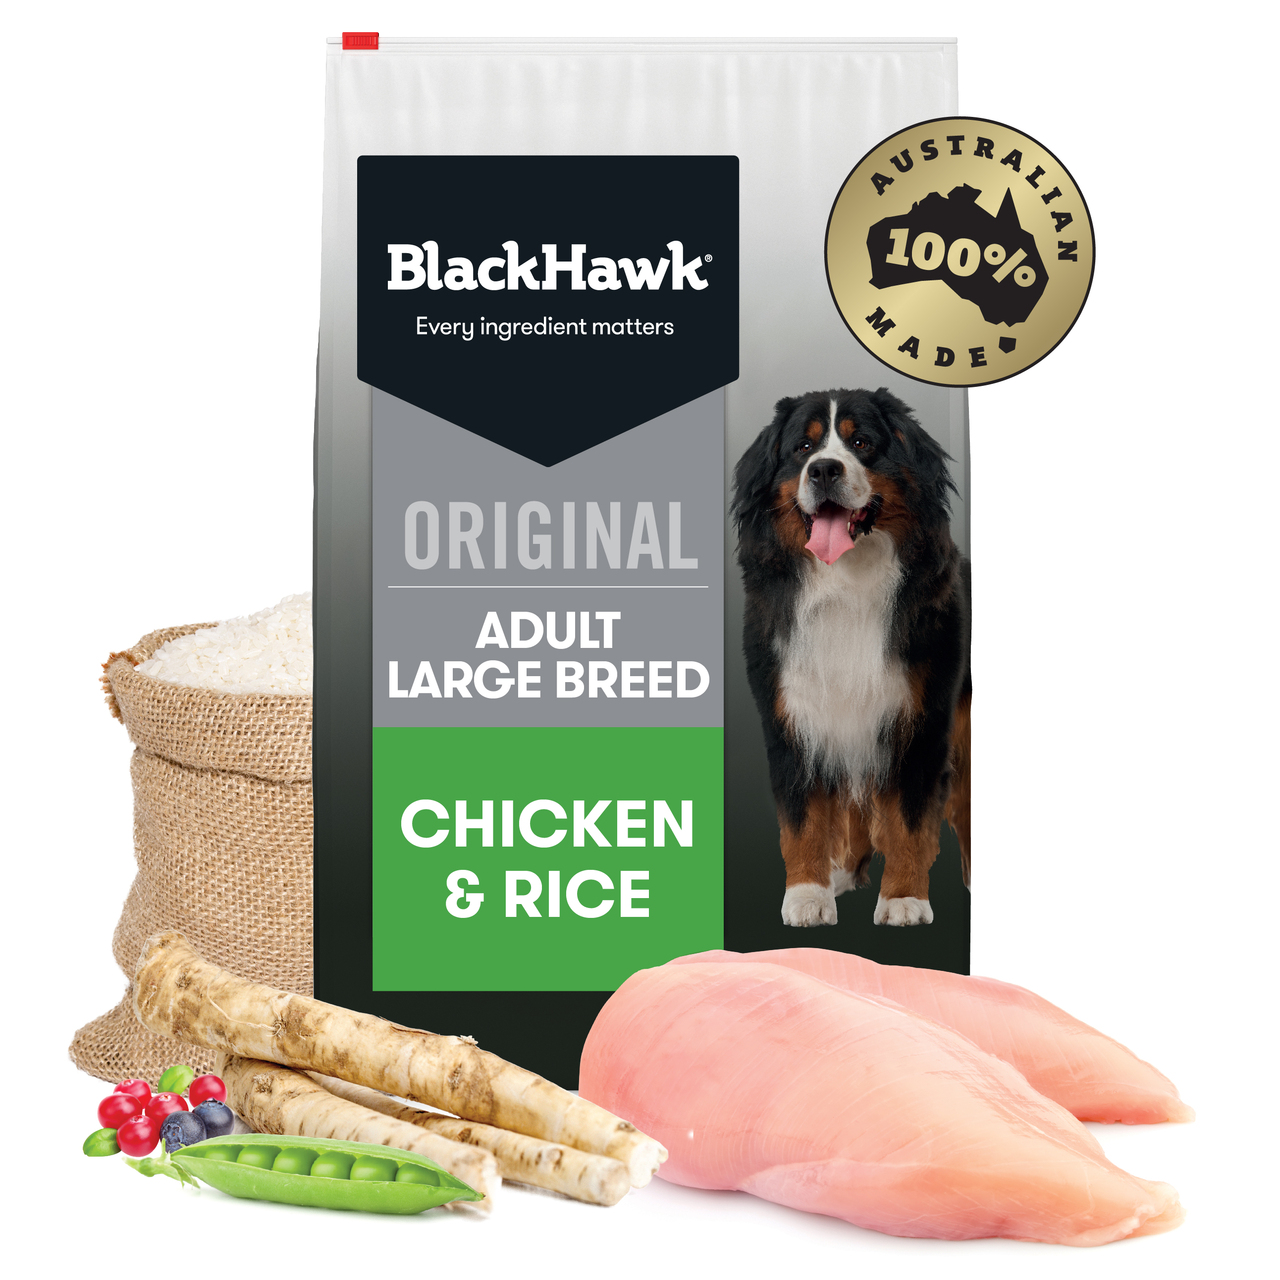 BlackHawk®
Every ingredient matters
AUSTRALIAN
100%
MADE
ORIGINAL
ADULT
LARGE BREED
CHICKEN
& RICE